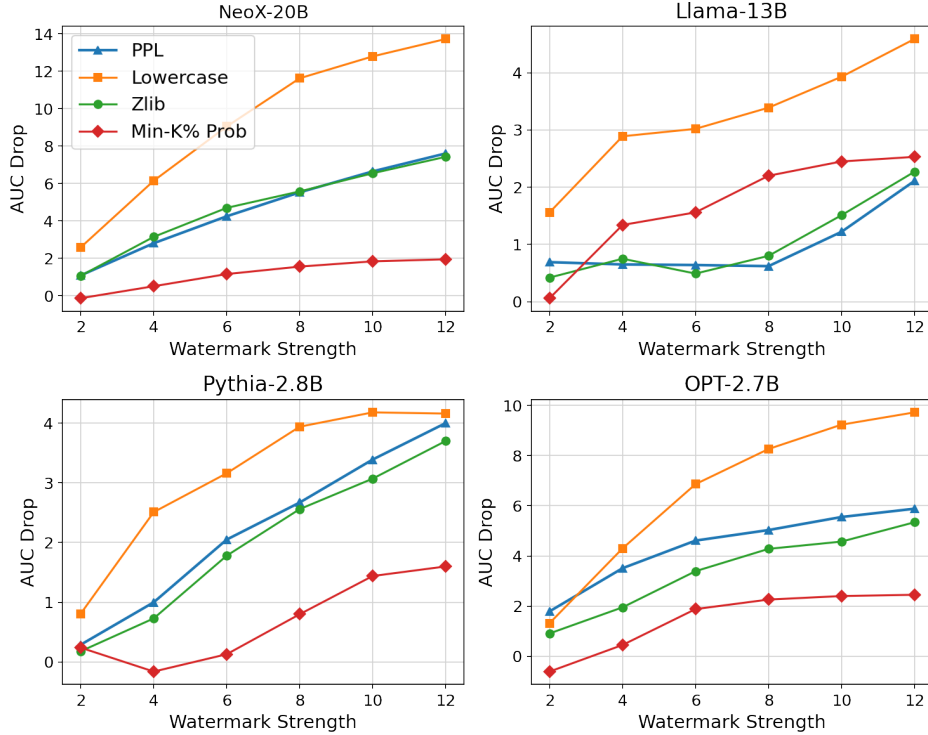 NeoX-20B
14
12
10
8
6
4
2
0
AUC Drop
PPL
Lowercase
Zlib
Min-K% Prob
2 4 6 8 10 12
Watermark Strength
Llama-13B
4
3
2
1
0
AUC Drop
2 4 6 8 10 12
Watermark Strength
Pythia-2.8B
4
3
2
1
0
AUC Drop
2 4 6 8 10 12
Watermark Strength
OPT-2.7B
10
8
6
4
2
0
AUC Drop
2 4 6 8 10 12
Watermark Strength